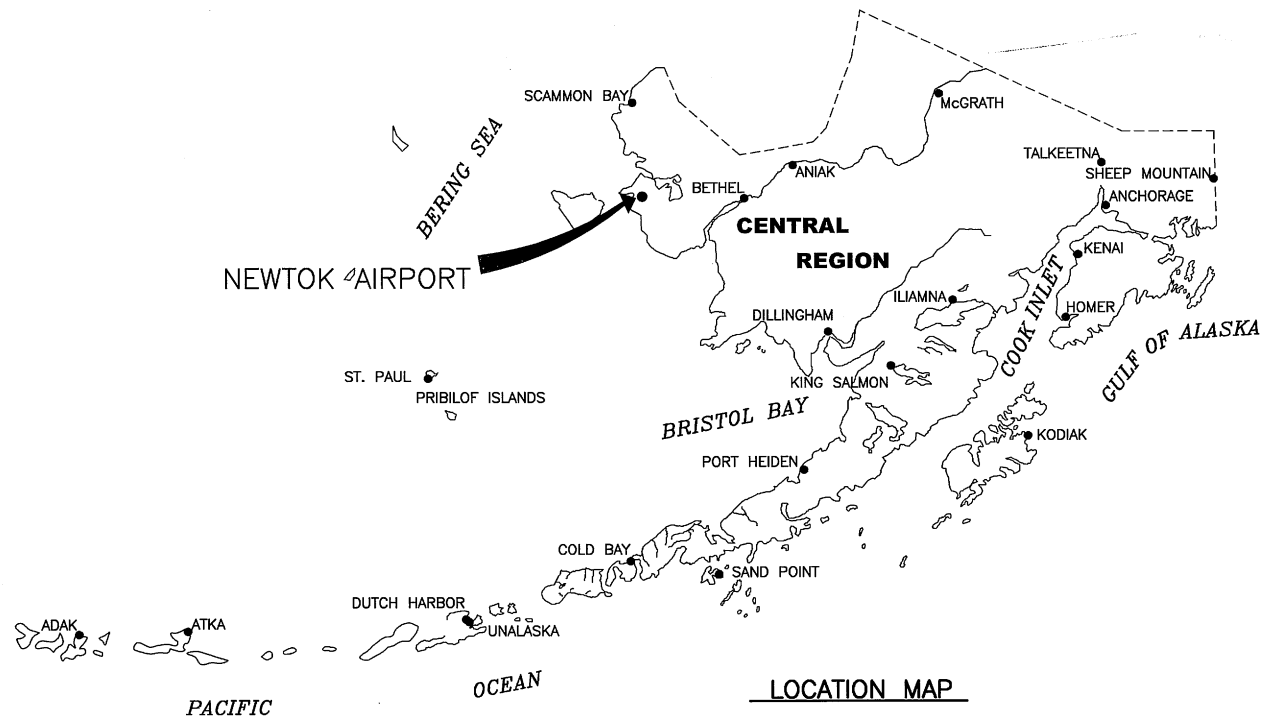 SCAMMON BAY
McGRATH
BERING SEA
TALKEETNA
ANIAK
SHEEP MOUNTAIN
BETHEL
ANCHORAGE
CENTRAL
REGION
KENAI
NEWTOK AIRPORT
ILIAMNA
HOMER
DILLINGHAM
COOK INLET
GULF OF ALASKA
ST. PAUL
KING SALMON
PRIBILOF ISLANDS
BRISTOL BAY
KODIAK
PORT HEIDEN
COLD BAY
SAND POINT
DUTCH HARBOR
ADAK
ATKA
UNALASKA
OCEAN
LOCATION MAP
PACIFIC